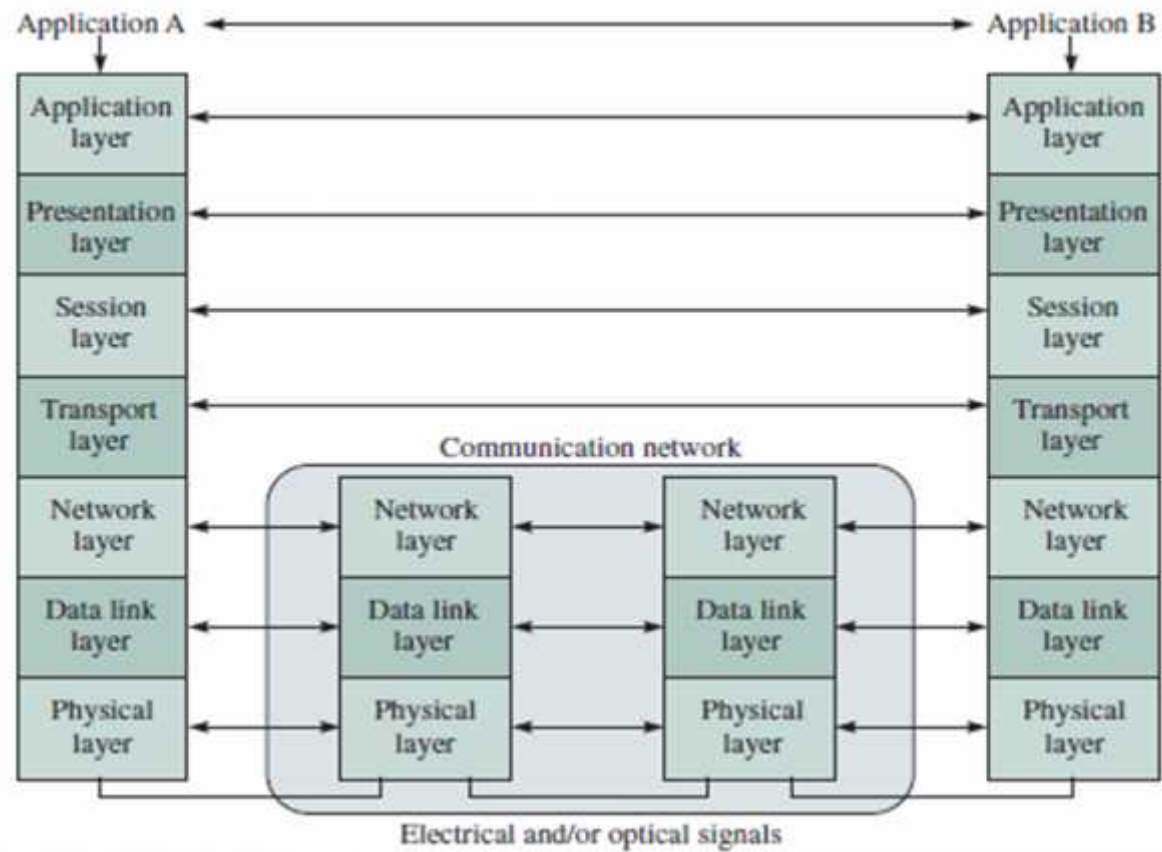 Application A
Application B
Application
layer
Application
layer
Presentation
layer
Presentation
layer
Session
layer
Session
layer
Transport
layer
Transport
layer
Communication network
Network
layer
Network
layer
Network
layer
Network
layer
Data link
layer
Data link
layer
Data link
layer
Data link
layer
Physical
layer
Physical
layer
Physical
layer
Physical
layer
Electrical and/or optical signals